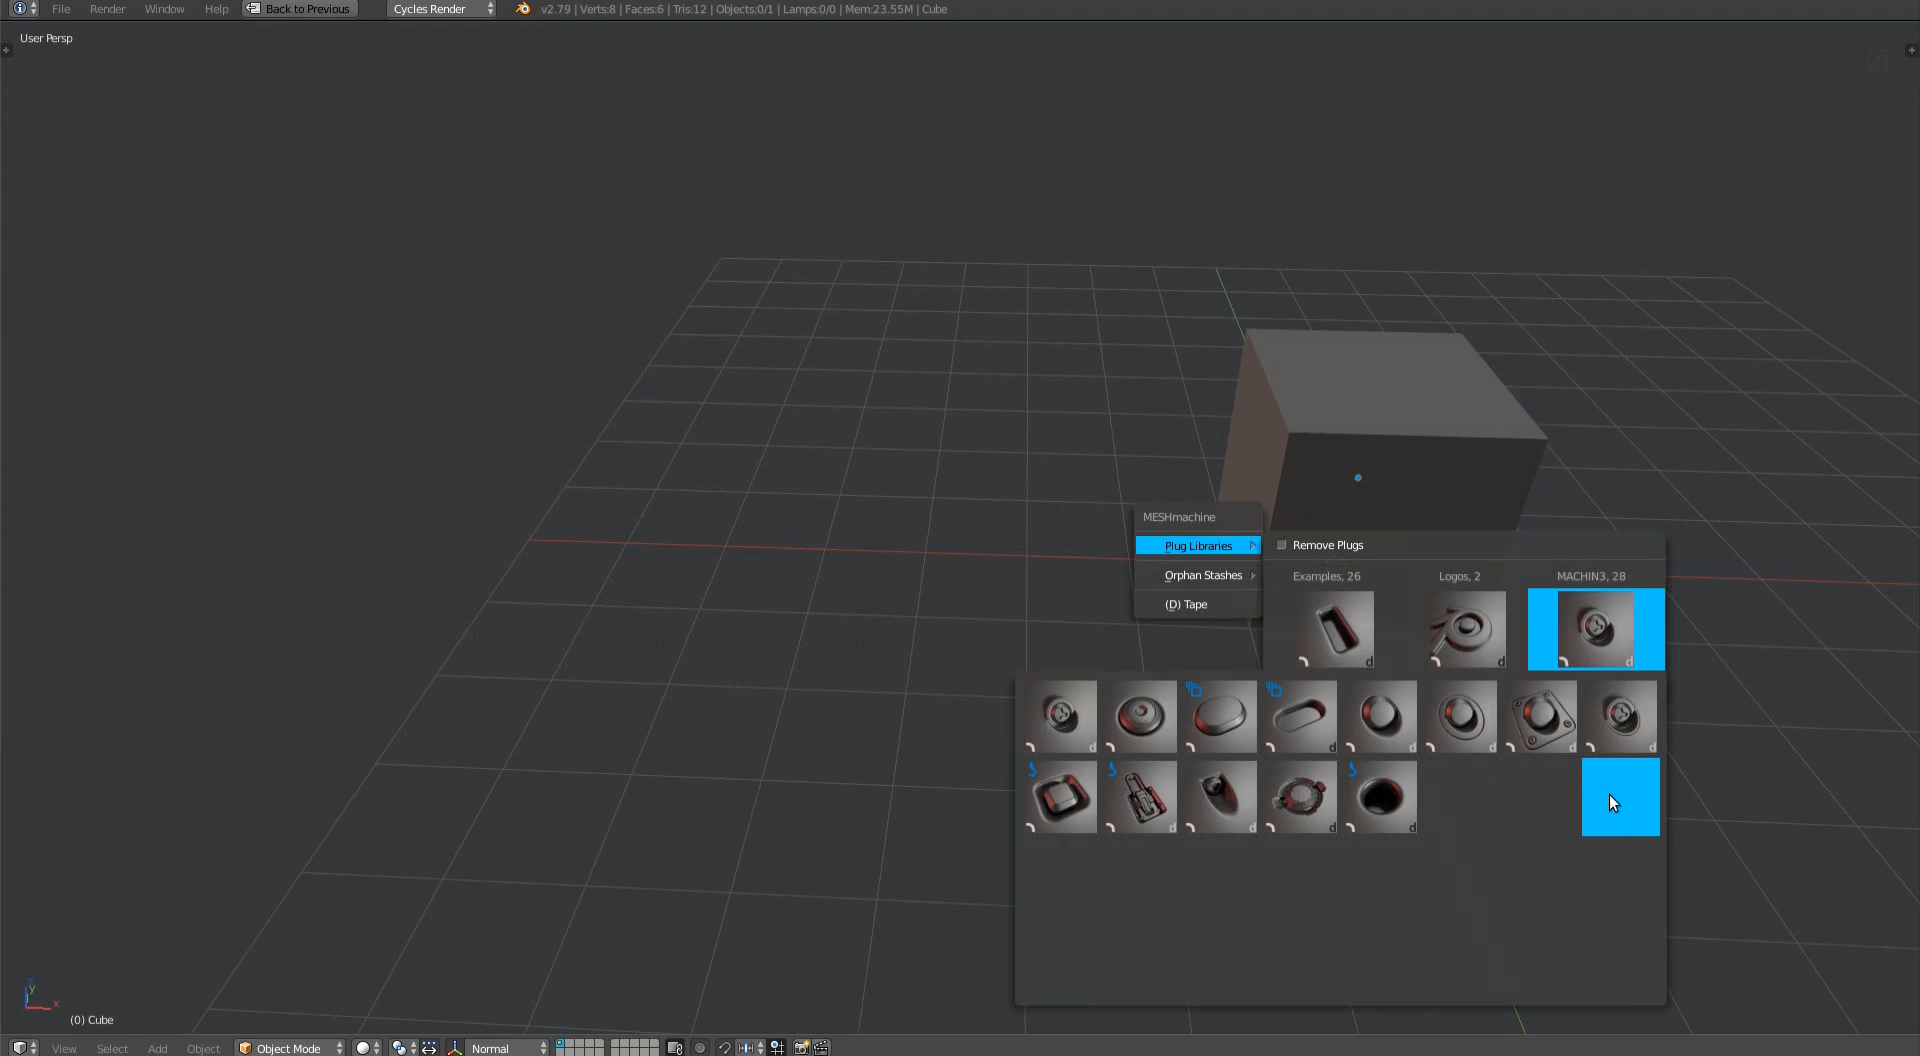 File Render Window Help Back to Previous Cycles Render v2.79 | Verts:8 | Faces:6 | Tris:12 | Objects:0/1 | Lamps:0/0 | Mem:23.55M | Cube
User Persp
MESHmachine
Plug Libraries
Orphan Stashes
(D) Tape
Remove Plugs
Examples, 26 Logos, 2 MACHIN3, 28
d d d
d d d d d d
d d d
y
x
(0) Cube
View Select Add Object Object Mode Normal